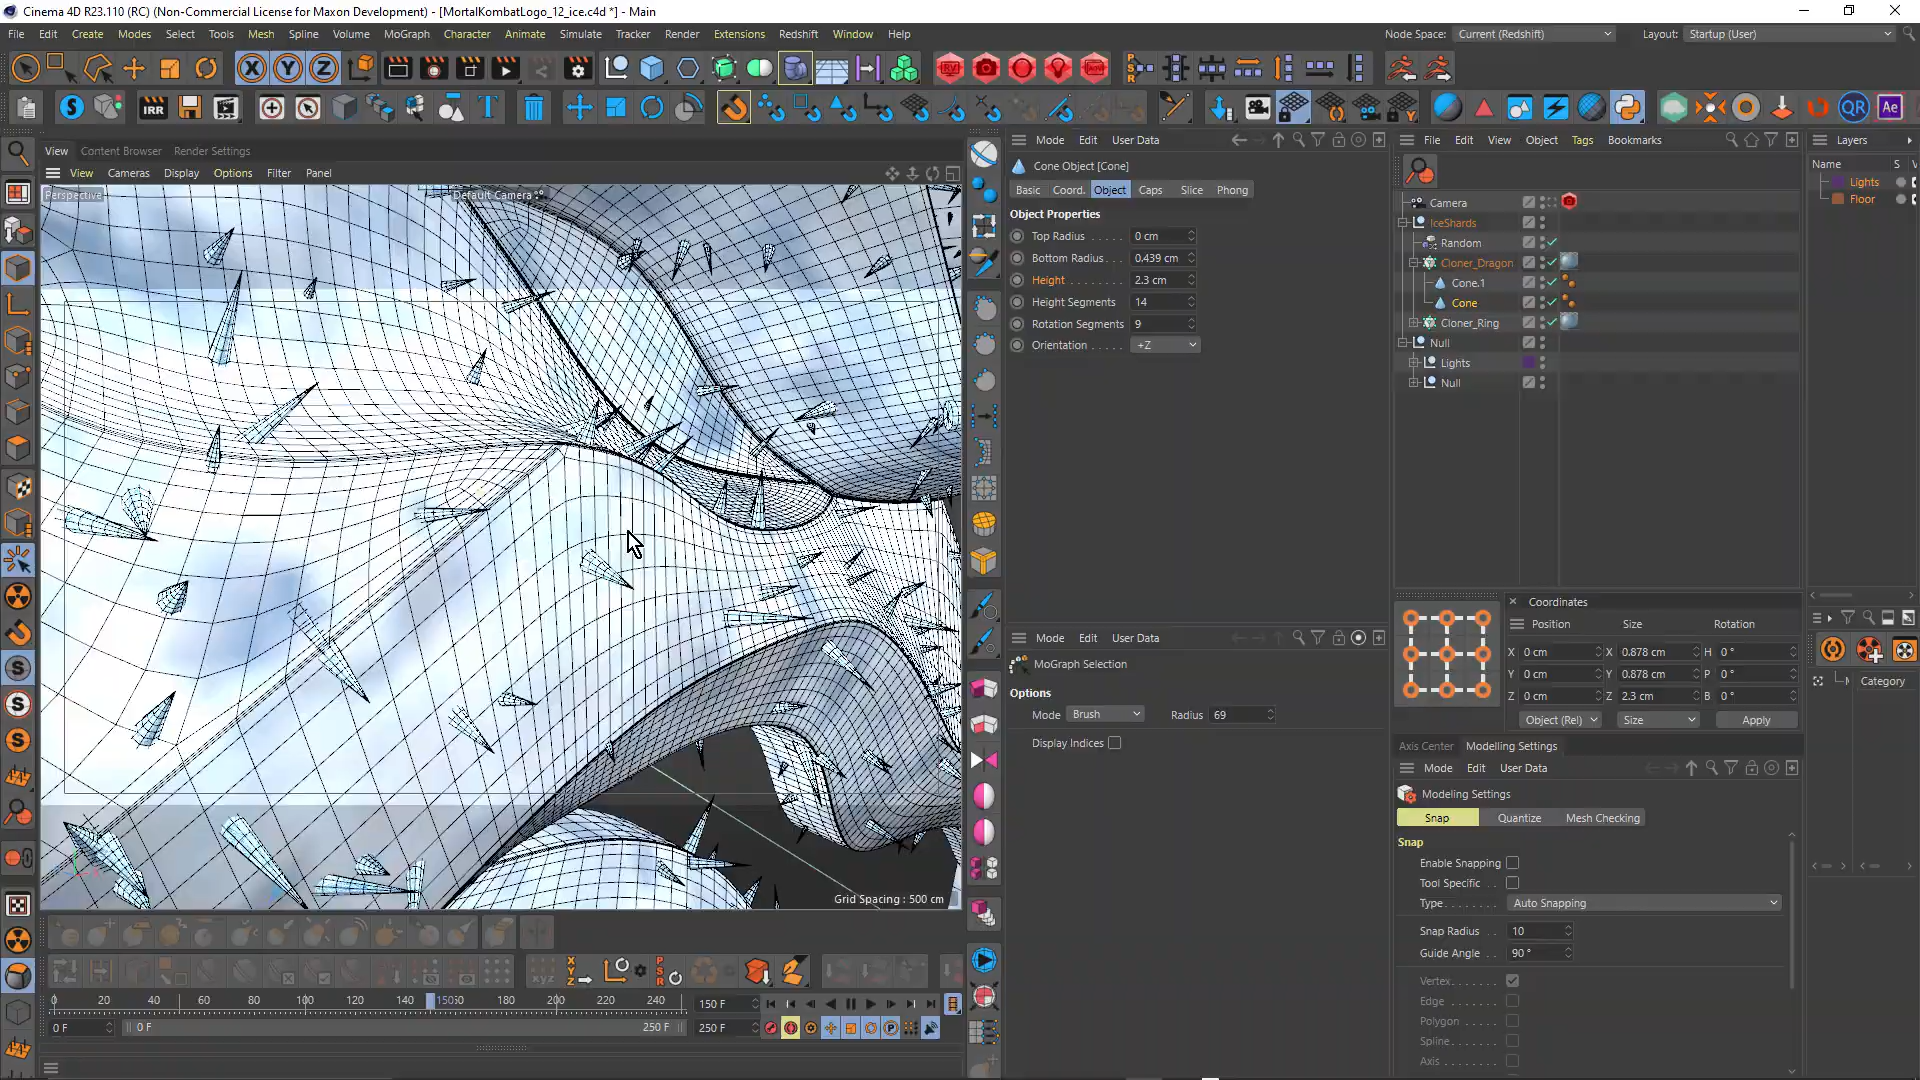 Cinema 4D R23.110 (RC) (Non-Commercial License for Maxon Development) - [MortalKombatLogo_12_ice.c4d *] - Main
File Edit Create Modes Select Tools Mesh Spline Volume MoGraph Character Animate Simulate Tracker Render Extensions Redshift Window Help
Node Space: Current (Redshift) Layout: Startup (User)
IRR QR Ae
View Content Browser Render Settings
View Cameras Display Options Filter Panel
Perspective Default Camera
Grid Spacing : 500 cm
Mode Edit User Data
Cone Object [Cone]
Basic Coord. Object Caps Slice Phong
Object Properties
Top Radius 0 cm
Bottom Radius 0.439 cm
Height 2.3 cm
Height Segments 14
Rotation Segments 9
Orientation +Z
Mode Edit User Data
MoGraph Selection
Options
Mode Brush Radius 69
Display Indices
File Edit View Object Tags Bookmarks
Camera
IceShards
Random
Cloner_Dragon
Cone.1
Cone
Cloner_Ring
Null
Lights
Null
Layers
Name S
Lights
Floor
Coordinates
Position Size Rotation
X 0 cm X 0.878 cm H 0 °
Y 0 cm Y 0.878 cm P 0 °
Z 0 cm Z 2.3 cm B 0 °
Object (Rel) Size Apply
Category
Axis Center Modelling Settings
Mode Edit User Data
Modeling Settings
Snap Quantize Mesh Checking
Snap
Enable Snapping
Tool Specific
Type Auto Snapping
Snap Radius 10
Guide Angle 90 °
Vertex
Edge
Polygon
Spline
Axis
0 20 40 60 80 100 120 140 150 180 200 220 240 150 F
0 F 0 F 250 F 250 F